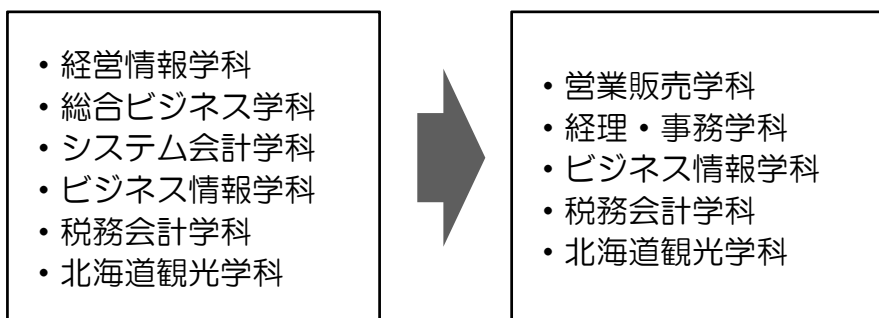 ・経営情報学科
・総合ビジネス学科
・システム会計学科
・ビジネス情報学科
・税務会計学科
・北海道観光学科
・営業販売学科
・経理・事務学科
・ビジネス情報学科
・税務会計学科
・北海道観光学科